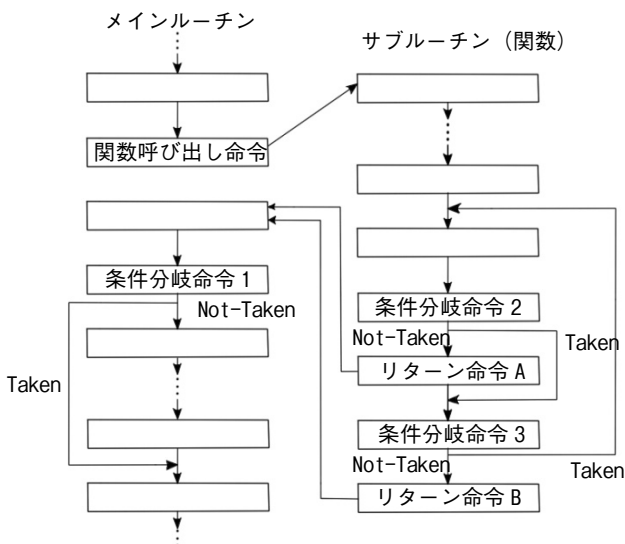 メインルーチン
サブルーチン（関数）
関数呼び出し命令
条件分岐命令1
Not-Taken
Taken
条件分岐命令2
Not-Taken
Taken
リターン命令A
条件分岐命令3
Not-Taken
Taken
リターン命令B